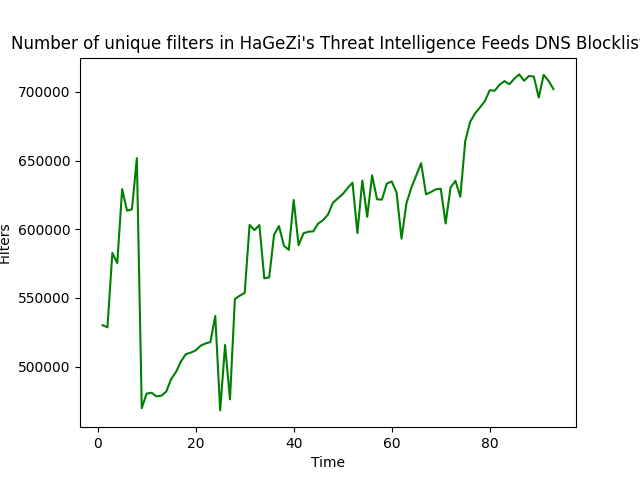 Number of unique filters in HaGeZi's Threat Intelligence Feeds DNS Blocklis
700000
650000
600000
550000
500000
Filters
0 20 40 60 80
Time